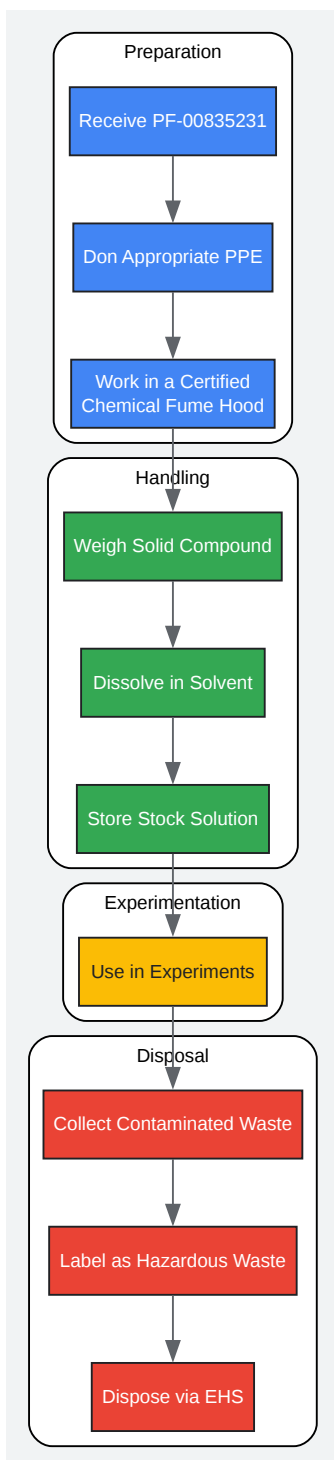 Preparation
Receive PF-00835231
Don Appropriate PPE
Work in a Certified
Chemical Fume Hood
Handling
Weigh Solid Compound
Dissolve in Solvent
Store Stock Solution
Experimentation
Use in Experiments
Disposal
Collect Contaminated Waste
Label as Hazardous Waste
Dispose via EHS